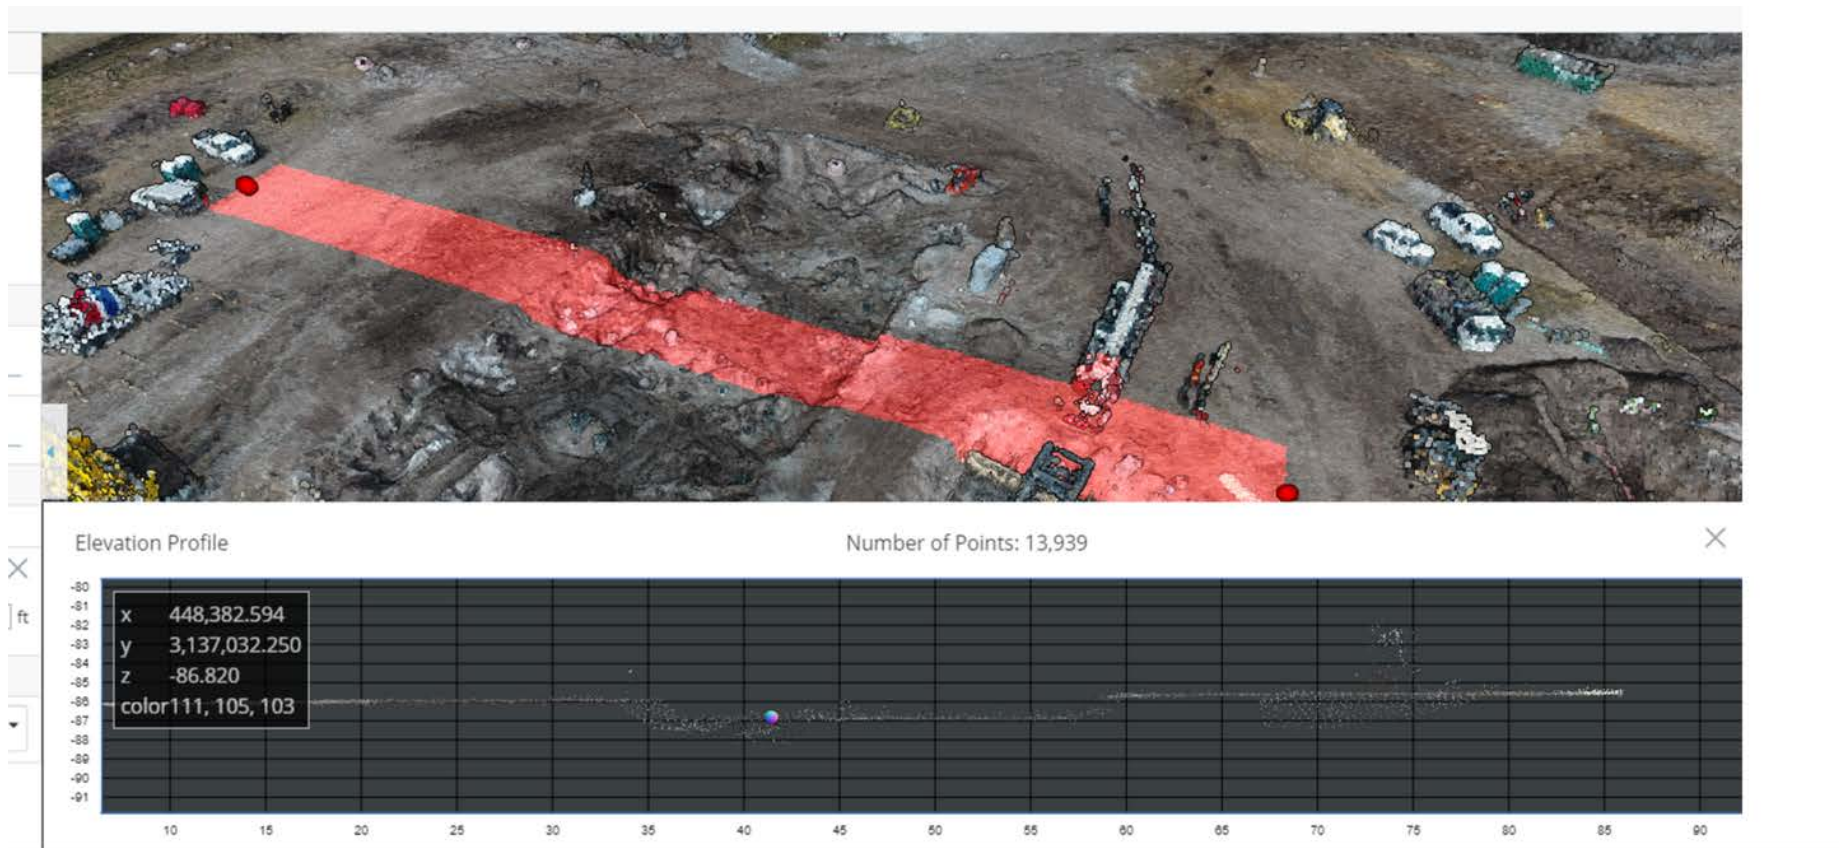 Elevation Profile
Number of Points: 13,939
ft
x 448,382.594
y 3,137,032.250
z -86.820
color111, 105, 103
-80
-81
-82
-83
-84
-85
-86
-87
-88
-89
-90
-91
10 15 20 25 30 35 40 45 50 55 60 65 70 75 80 85 90